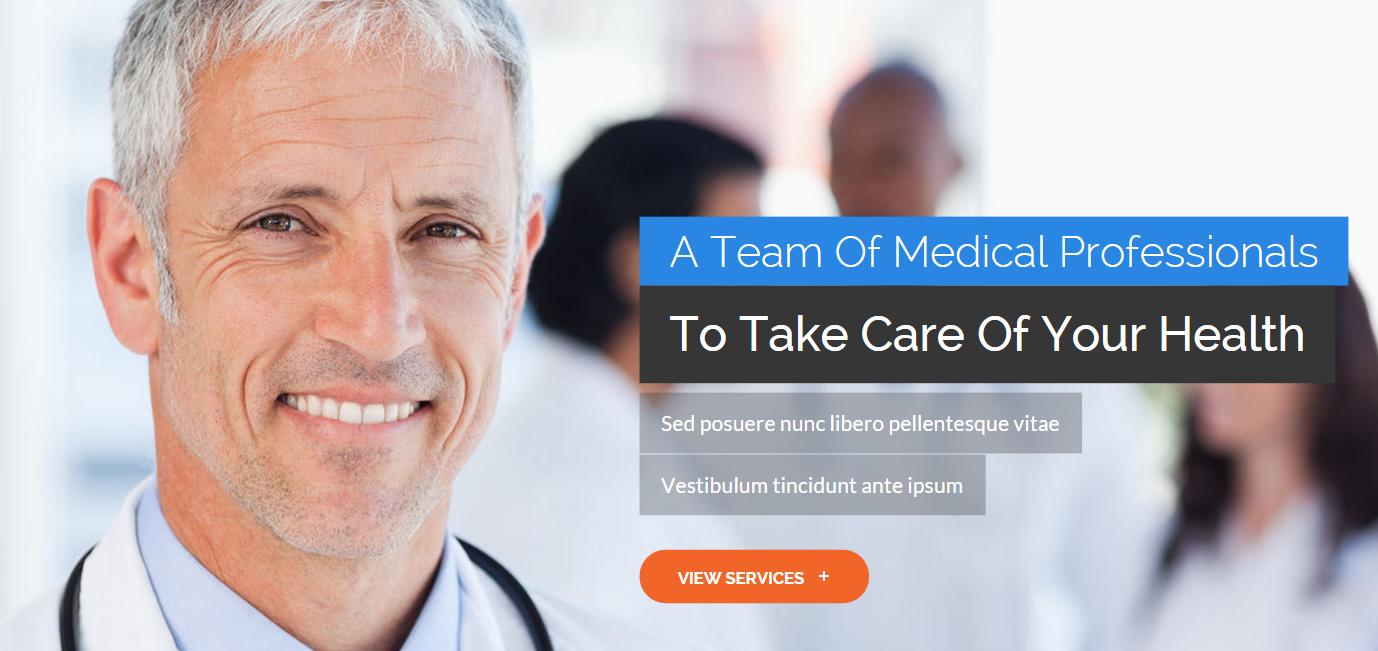 A Team Of Medical Professionals
To Take Care Of Your Health
Sed posuere nunc libero pellentesque vitae
Vestibulum tincidunt ante ipsum
VIEW SERVICES +